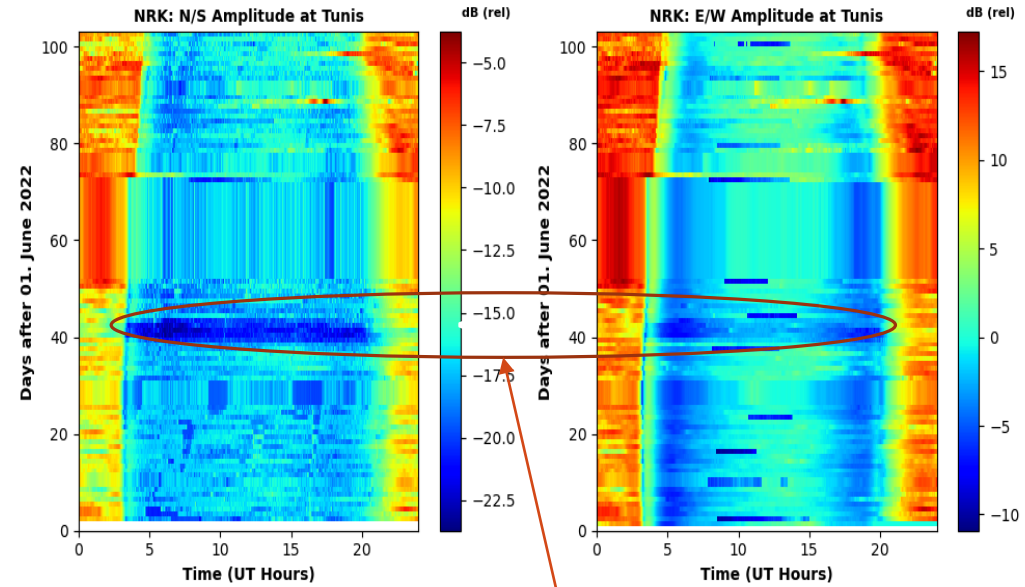 NRK: N/S Amplitude at Tunis
dB (rel)
100
80
60
40
20
0
0 5 10 15 20
Time (UT Hours)
Days after 01. June 2022
−5.0
−7.5
−10.0
−12.5
−15.0
−17.5
−20.0
−22.5
NRK: E/W Amplitude at Tunis
dB (rel)
100
80
60
40
20
0
0 5 10 15 20
Time (UT Hours)
Days after 01. June 2022
15
10
5
0
−5
−10